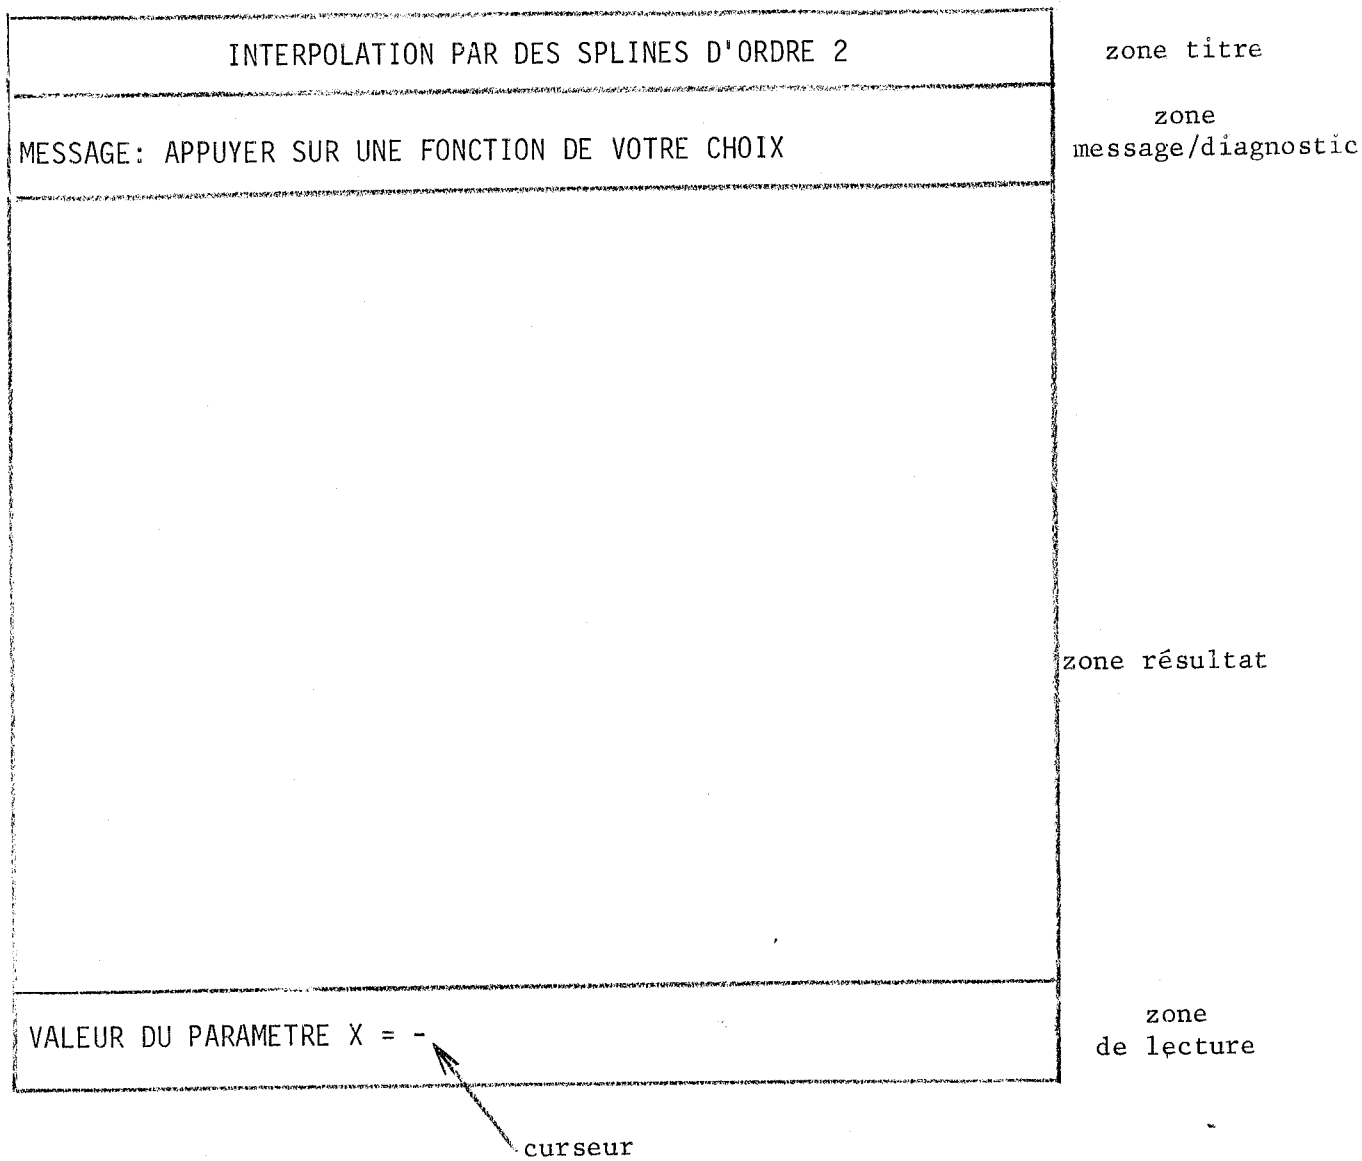 INTERPOLATION PAR DES SPLINES D'ORDRE 2
zone titre
zone
message/diagnostic
MESSAGE: APPUYER SUR UNE FONCTION DE VOTRE CHOIX
zone résultat
VALEUR DU PARAMETRE X = -
zone
de lecture
curseur